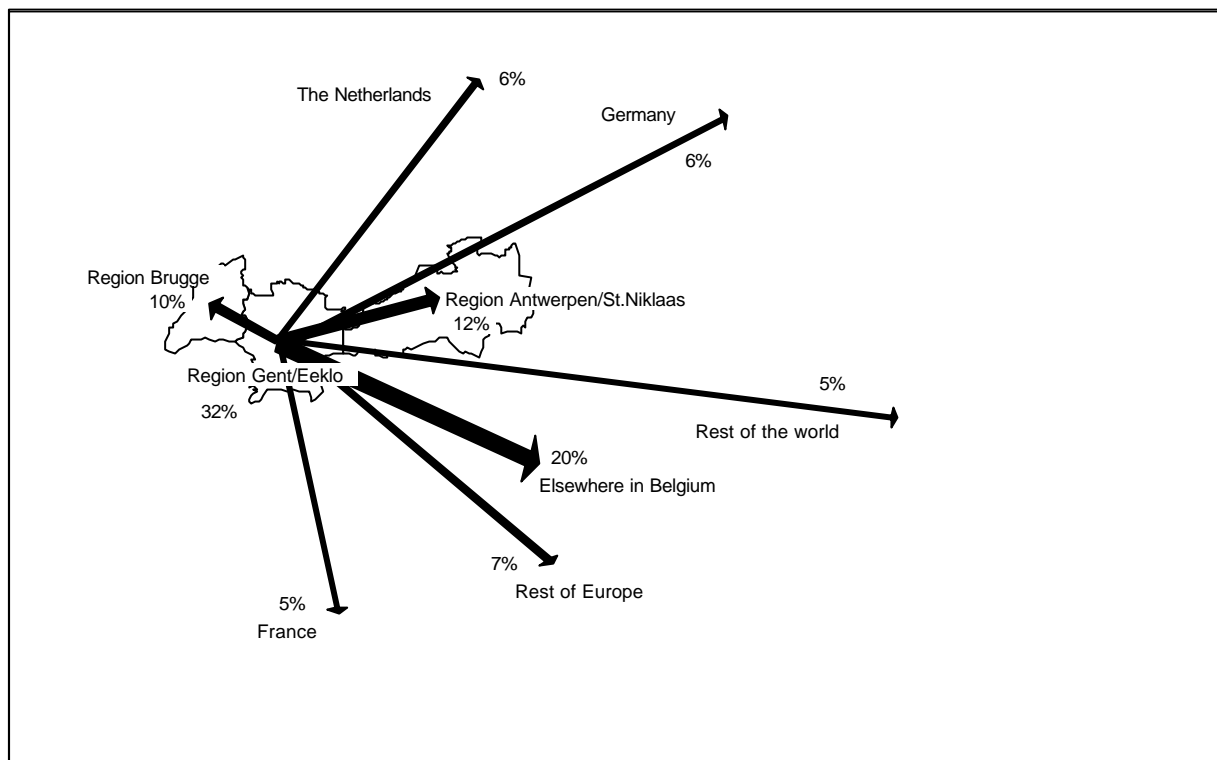 6%
The Netherlands
Germany
6%
Region Brugge
10%
Region Antwerpen/St.Niklaas
12%
Region Gent/Eeklo
32%
5%
Rest of the world
20%
Elsewhere in Belgium
7%
Rest of Europe
5%
France